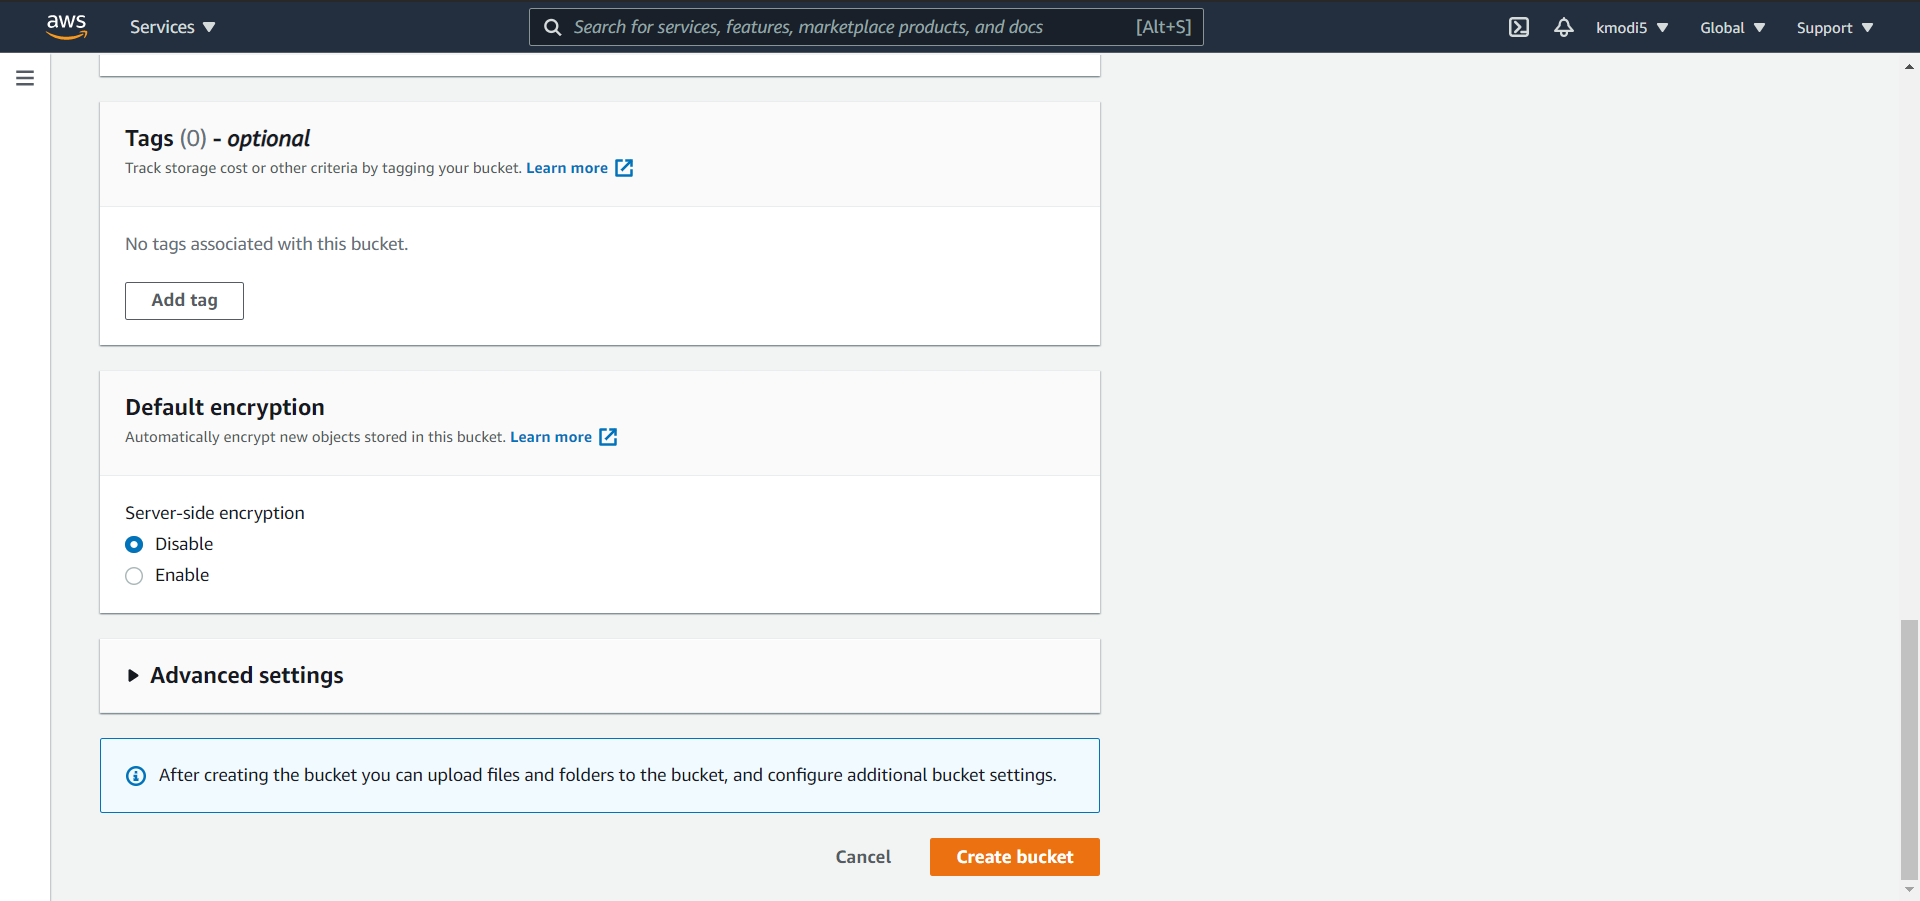 aws Services Search for services, features, marketplace products, and docs [Alt+S] kmodi5 Global Support
Tags (0) - optional
Track storage cost or other criteria by tagging your bucket. Learn more
No tags associated with this bucket.
Add tag
Default encryption
Automatically encrypt new objects stored in this bucket. Learn more
Server-side encryption
Disable
Enable
Advanced settings
After creating the bucket you can upload files and folders to the bucket, and configure additional bucket settings.
Cancel Create bucket